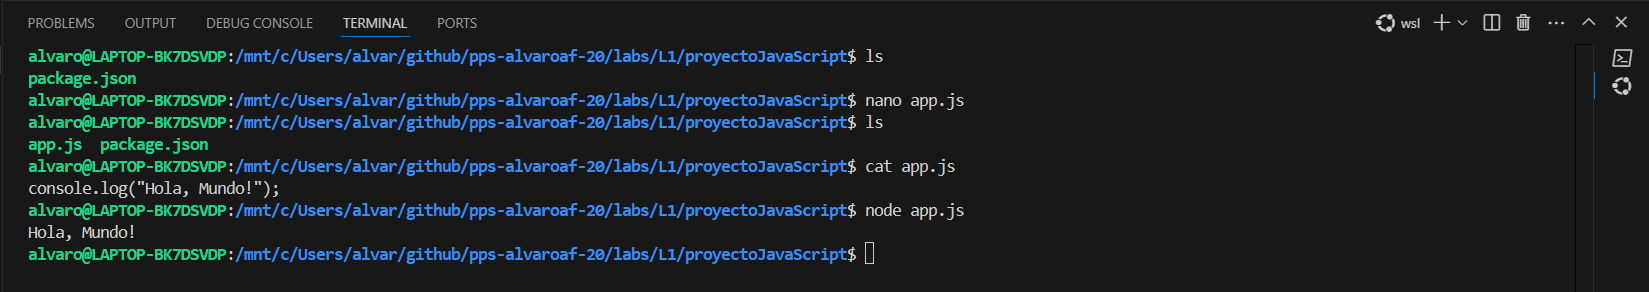 PROBLEMS OUTPUT DEBUG CONSOLE TERMINAL PORTS wsl
alvaro@LAPTOP-BK7DSVDP:/mnt/c/Users/alvar/github/pps-alvaroaf-20/labs/L1/proyectoJavaScript$ ls
package.json
alvaro@LAPTOP-BK7DSVDP:/mnt/c/Users/alvar/github/pps-alvaroaf-20/labs/L1/proyectoJavaScript$ nano app.js
alvaro@LAPTOP-BK7DSVDP:/mnt/c/Users/alvar/github/pps-alvaroaf-20/labs/L1/proyectoJavaScript$ ls
app.js  package.json
alvaro@LAPTOP-BK7DSVDP:/mnt/c/Users/alvar/github/pps-alvaroaf-20/labs/L1/proyectoJavaScript$ cat app.js
console.log("Hola, Mundo!");
alvaro@LAPTOP-BK7DSVDP:/mnt/c/Users/alvar/github/pps-alvaroaf-20/labs/L1/proyectoJavaScript$ node app.js
Hola, Mundo!
alvaro@LAPTOP-BK7DSVDP:/mnt/c/Users/alvar/github/pps-alvaroaf-20/labs/L1/proyectoJavaScript$